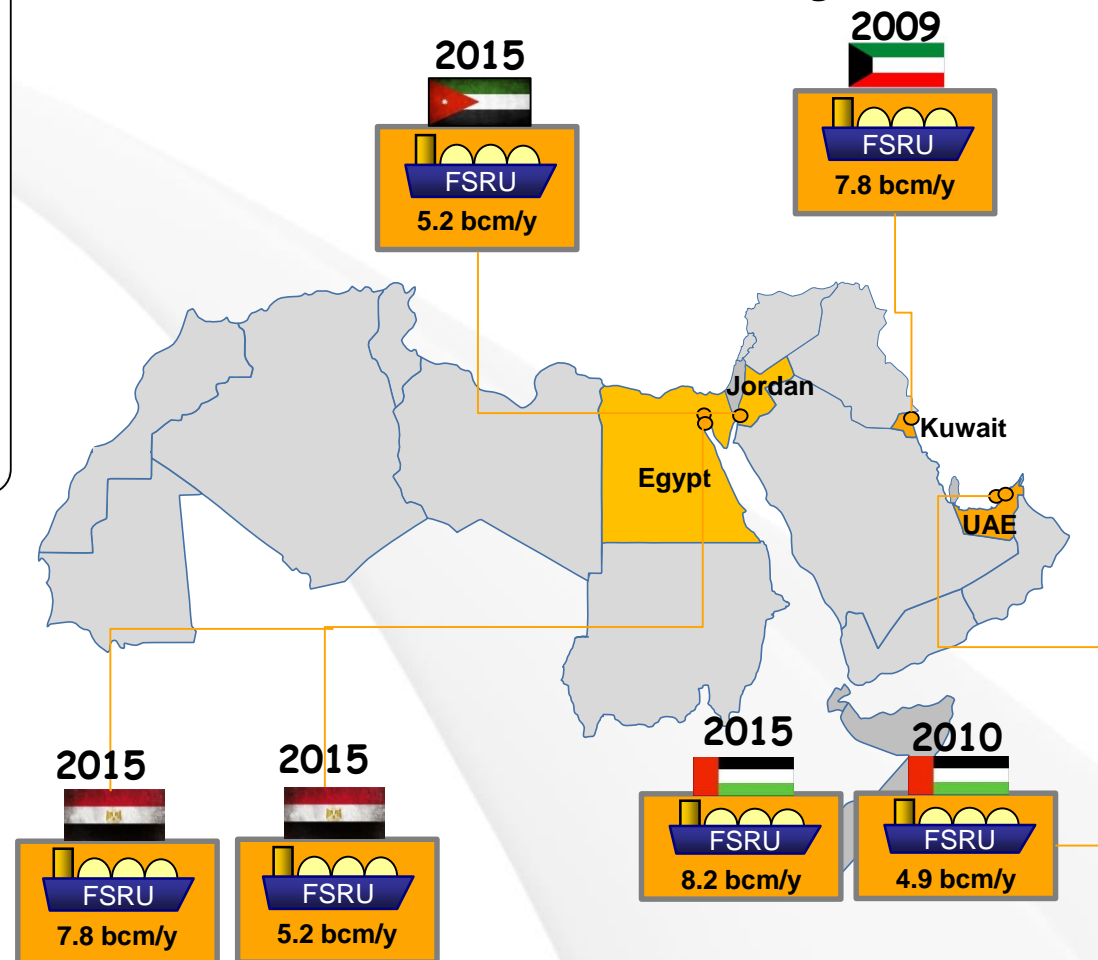 2015
FSRU
5.2 bcm/y
2009
FSRU
7.8 bcm/y
Jordan
Kuwait
Egypt
UAE
2015
FSRU
7.8 bcm/y
2015
FSRU
5.2 bcm/y
2015
FSRU
8.2 bcm/y
2010
FSRU
4.9 bcm/y